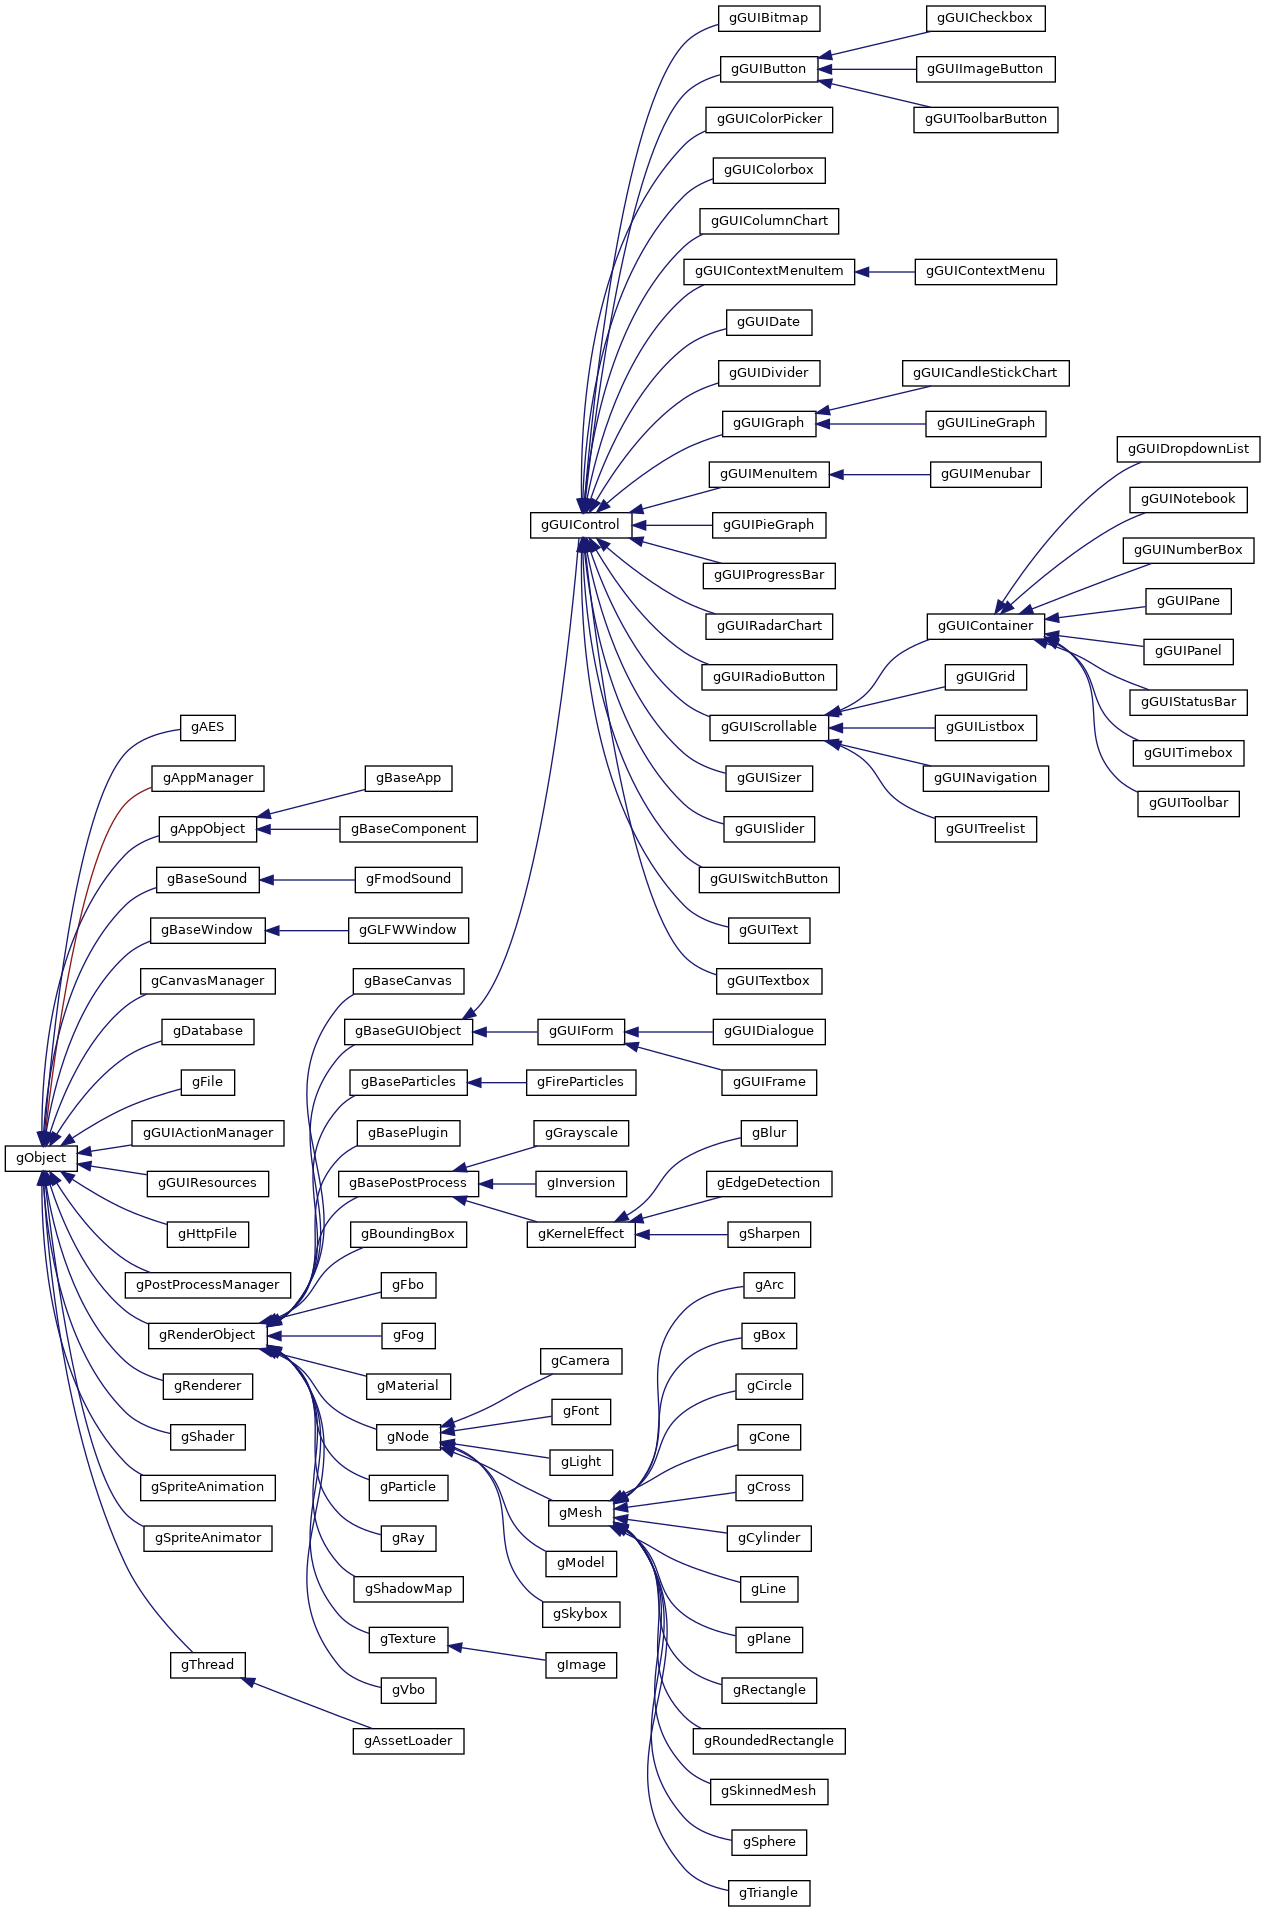 gObject
gAES
gAppManager
gAppObject
gBaseSound
gBaseWindow
gCanvasManager
gDatabase
gFile
gGUIActionManager
gGUIResources
gHttpFile
gPostProcessManager
gRenderObject
gRenderer
gShader
gSpriteAnimation
gSpriteAnimator
gThread
gBaseApp
gBaseComponent
gFmodSound
gGLFWWindow
gBaseCanvas
gBaseGUIObject
gBaseParticles
gBasePlugin
gBasePostProcess
gBoundingBox
gFbo
gFog
gMaterial
gNode
gParticle
gRay
gShadowMap
gTexture
gVbo
gAssetLoader
gGUIControl
gGUIForm
gFireParticles
gGrayscale
gInversion
gKernelEffect
gCamera
gFont
gLight
gMesh
gModel
gSkybox
gImage
gGUIBitmap
gGUIButton
gGUIColorPicker
gGUIColorbox
gGUIColumnChart
gGUIContextMenuItem
gGUIDate
gGUIDivider
gGUIGraph
gGUIMenuItem
gGUIPieGraph
gGUIProgressBar
gGUIRadarChart
gGUIRadioButton
gGUIScrollable
gGUISizer
gGUISlider
gGUISwitchButton
gGUIText
gGUITextbox
gGUIDialogue
gGUIFrame
gBlur
gEdgeDetection
gSharpen
gArc
gBox
gCircle
gCone
gCross
gCylinder
gLine
gPlane
gRectangle
gRoundedRectangle
gSkinnedMesh
gSphere
gTriangle
gGUICheckbox
gGUIImageButton
gGUIToolbarButton
gGUIContextMenu
gGUICandleStickChart
gGUILineGraph
gGUIMenubar
gGUIContainer
gGUIGrid
gGUIListbox
gGUINavigation
gGUITreelist
gGUIDropdownList
gGUINotebook
gGUINumberBox
gGUIPane
gGUIPanel
gGUIStatusBar
gGUITimebox
gGUIToolbar